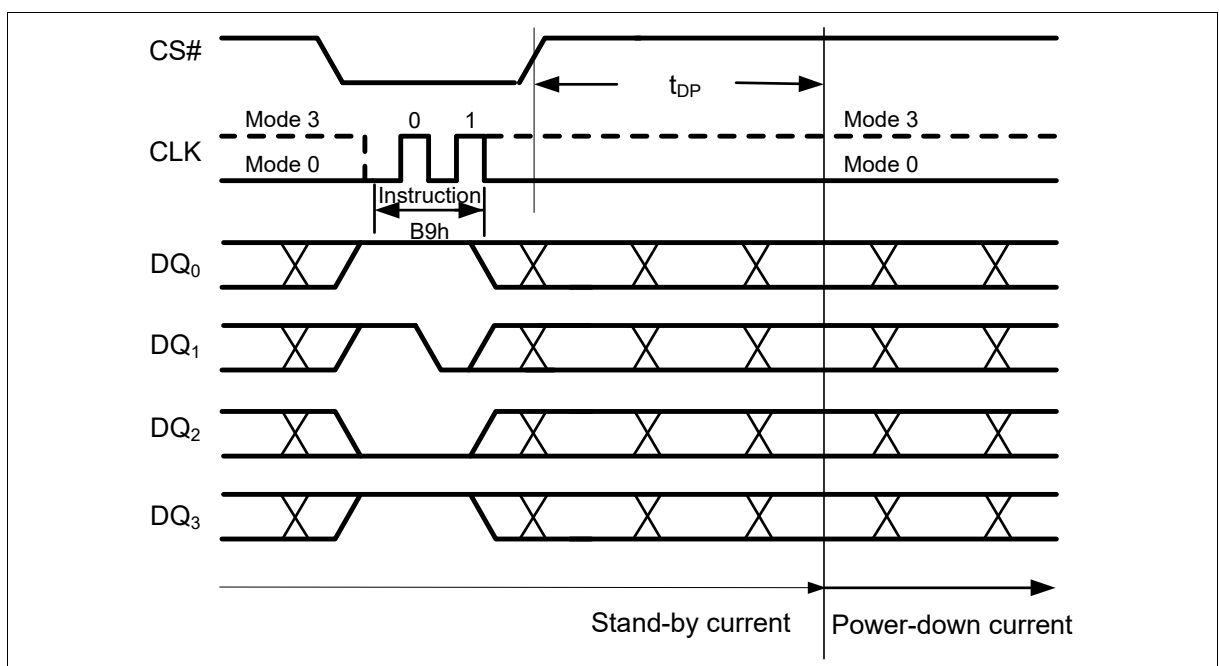 CS#
tDP
Mode 3 0 1 Mode 3
CLK
Mode 0 Mode 0
Instruction
B9h
DQ0
DQ1
DQ2
DQ3
Stand-by current Power-down current